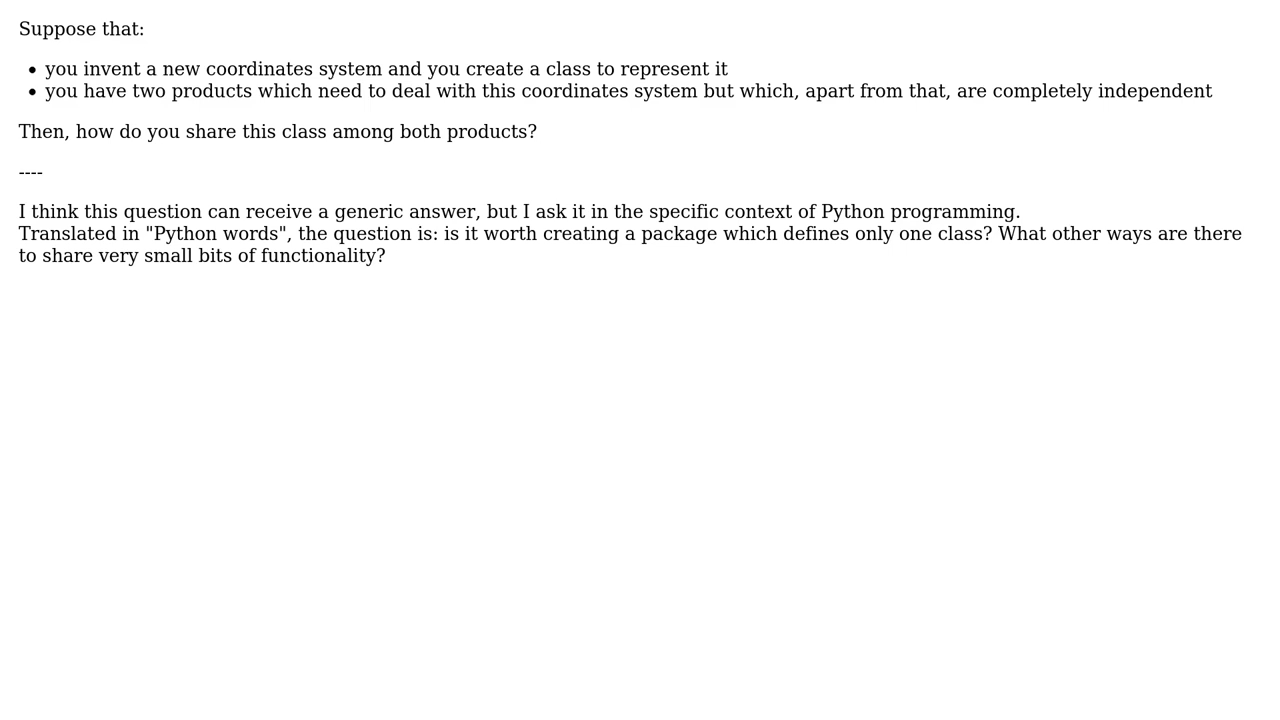 Suppose that:
• you invent a new coordinates system and you create a class to represent it
• you have two products which need to deal with this coordinates system but which, apart from that, are completely independent
Then, how do you share this class among both products?
----
I think this question can receive a generic answer, but I ask it in the specific context of Python programming.
Translated in "Python words", the question is: is it worth creating a package which defines only one class? What other ways are there
to share very small bits of functionality?